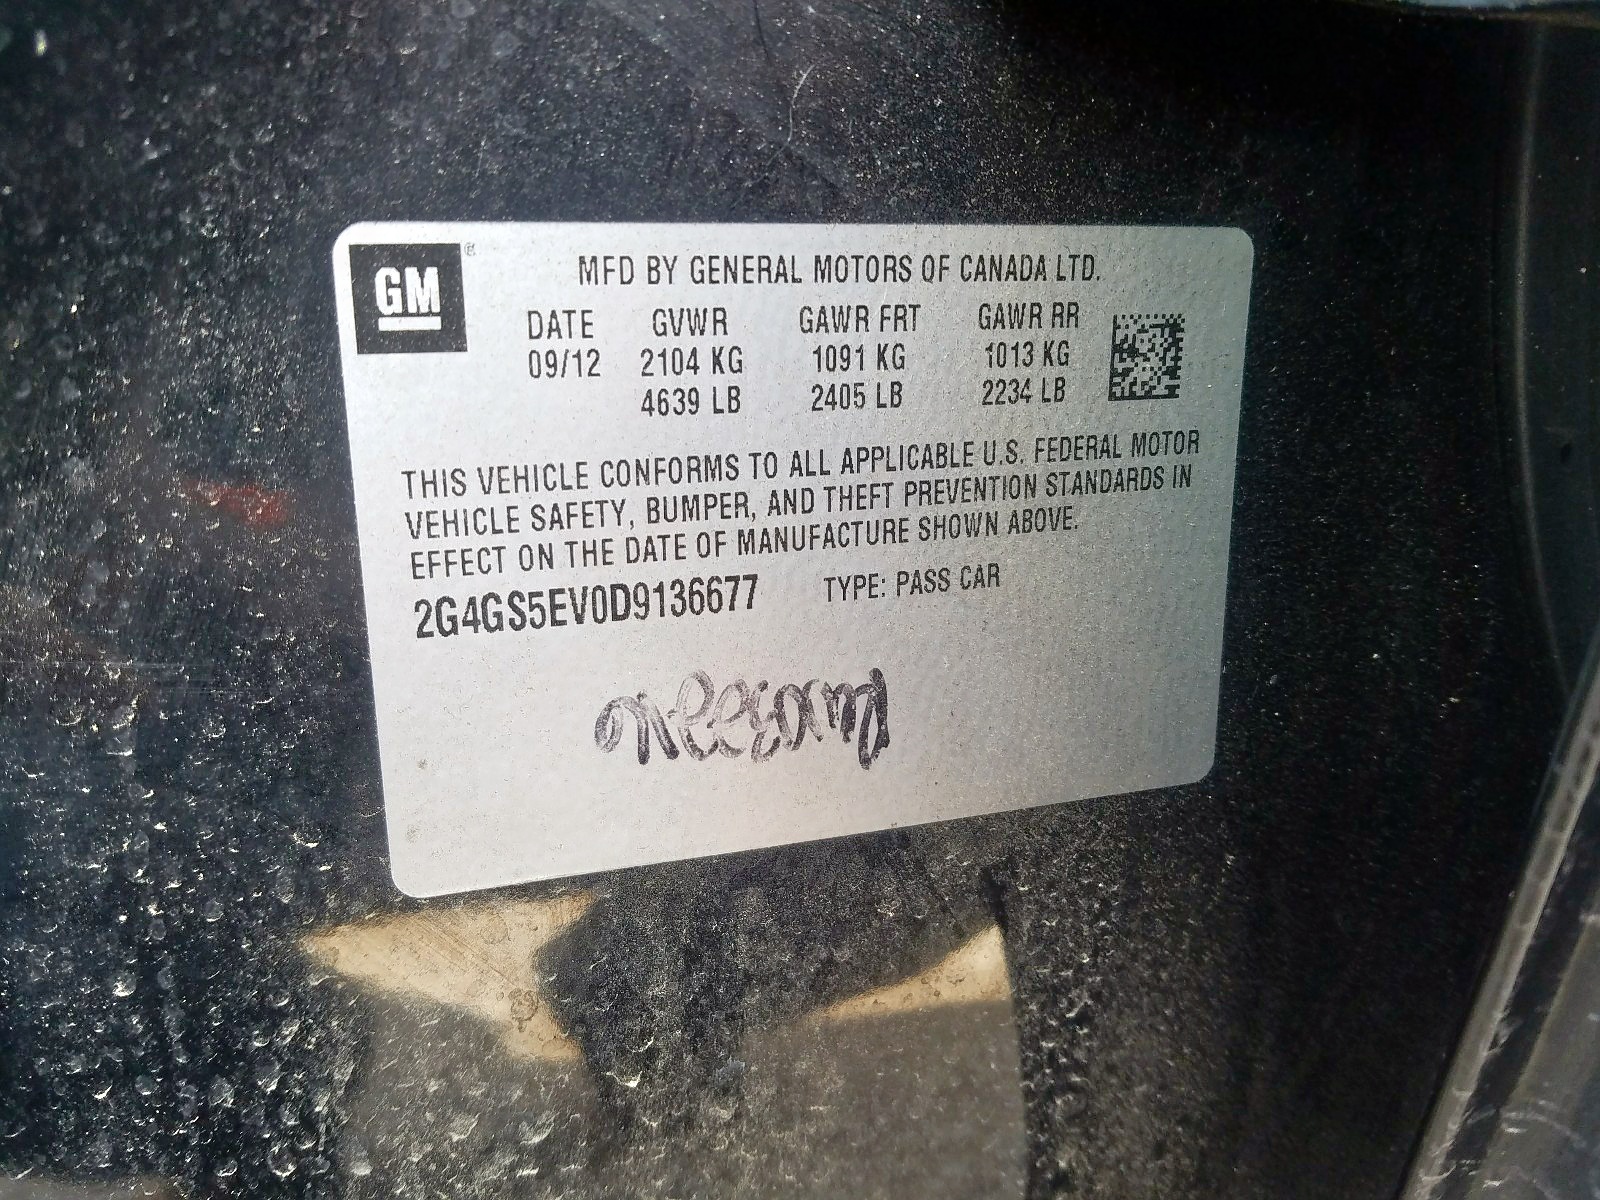 GM ®
MFD BY GENERAL MOTORS OF CANADA LTD.
DATE GVWR GAWR FRT GAWR RR
09/12 2104 KG 1091 KG 1013 KG
4639 LB 2405 LB 2234 LB
THIS VEHICLE CONFORMS TO ALL APPLICABLE U.S. FEDERAL MOTOR
VEHICLE SAFETY, BUMPER, AND THEFT PREVENTION STANDARDS IN
EFFECT ON THE DATE OF MANUFACTURE SHOWN ABOVE.
2G4GS5EV0D9136677 TYPE: PASS CAR